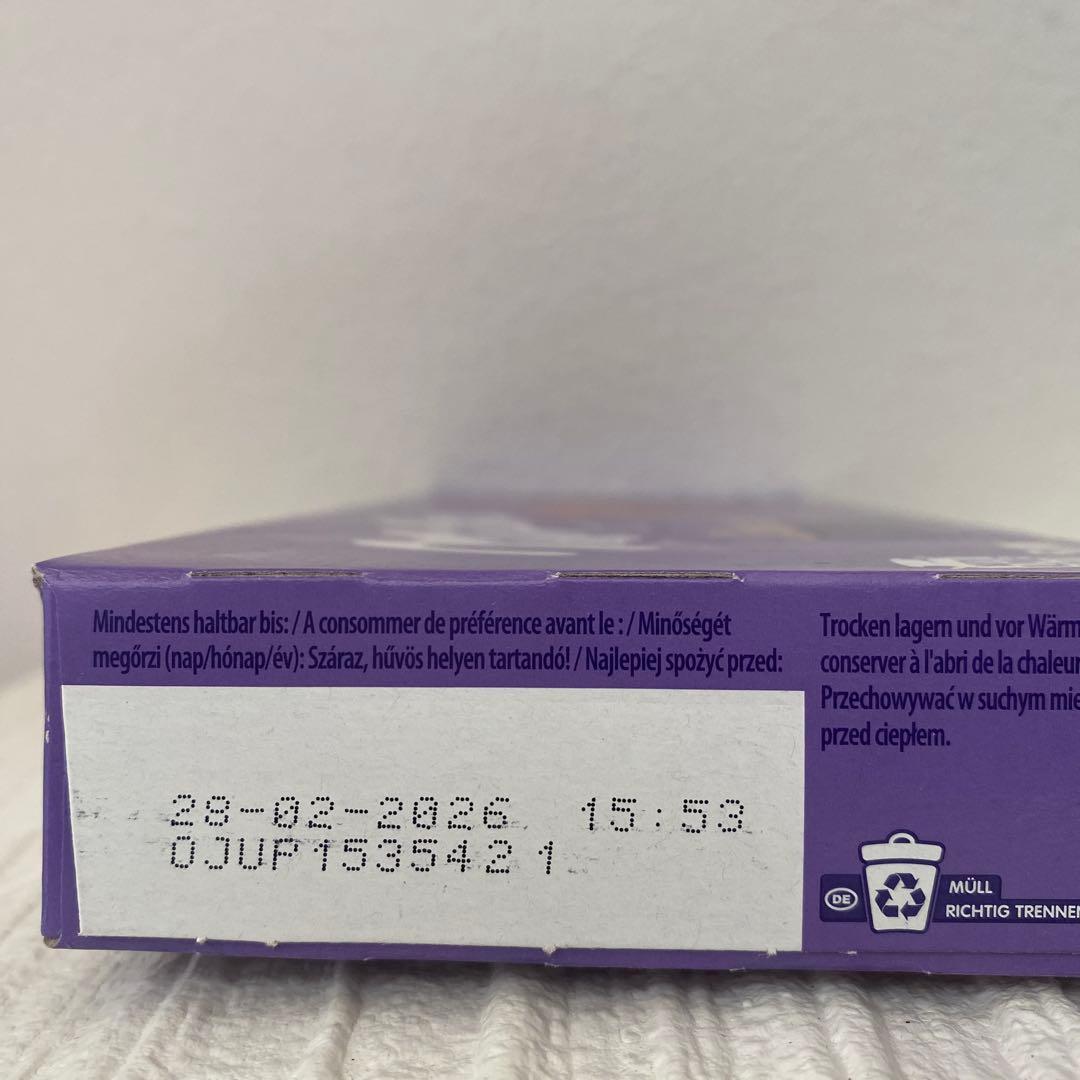 Mindestens haltbar bis: / A consommer de préférence avant le : / Minőségét
megőrzi (nap/hónap/év): Száraz, hűvös helyen tartandó! / Najlepiej spożyć przed:
28-02-2026 15:53
OJUP1535421
Trocken lagern und vor Wärm
conserver à l'abri de la chaleur
Przechowywać w suchym mie
przed ciepłem.
DE
MÜLL
RICHTIG TRENNEN